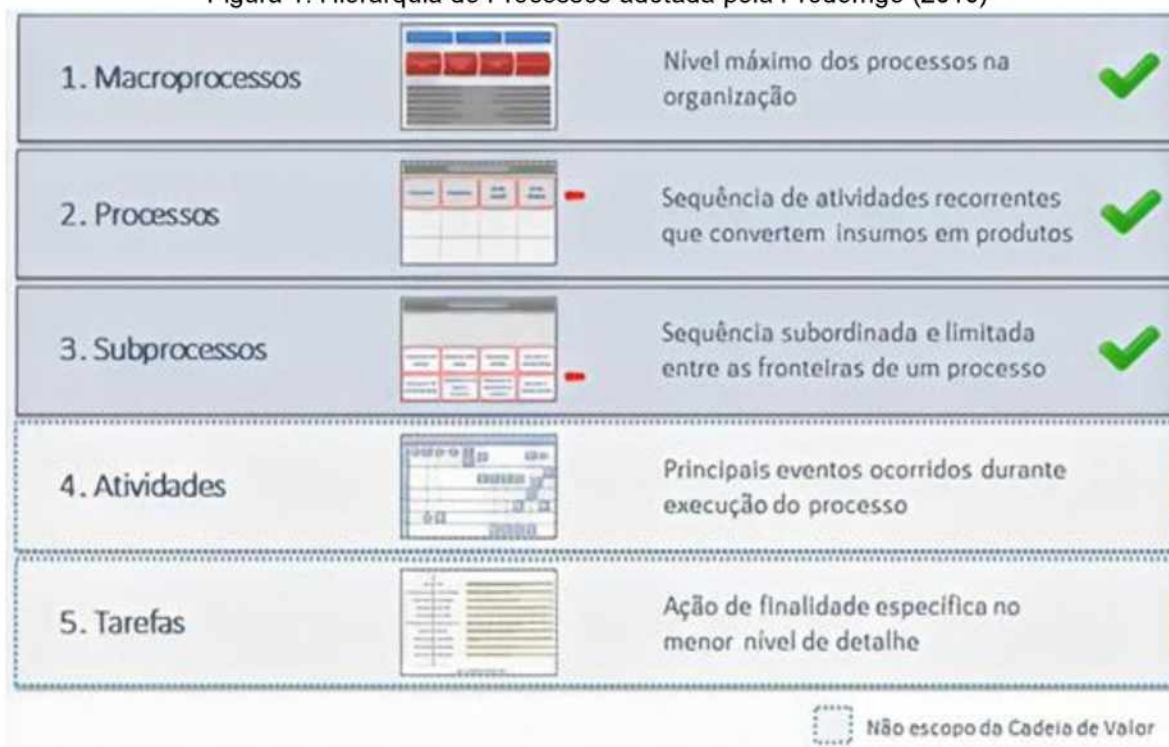 1. Macroprocessos
Nível máximo dos processos na
organização
2. Processos
Sequência de atividades recorrentes
que convertem insumos em produtos
3. Subprocessos
Sequência subordinada e limitada
entre as fronteiras de um processo
4. Atividades
Principais eventos ocorridos durante
execução do processo
5. Tarefas
Ação de finalidade específica no
menor nível de detalhe
Não escopo da Cadeia de Valor